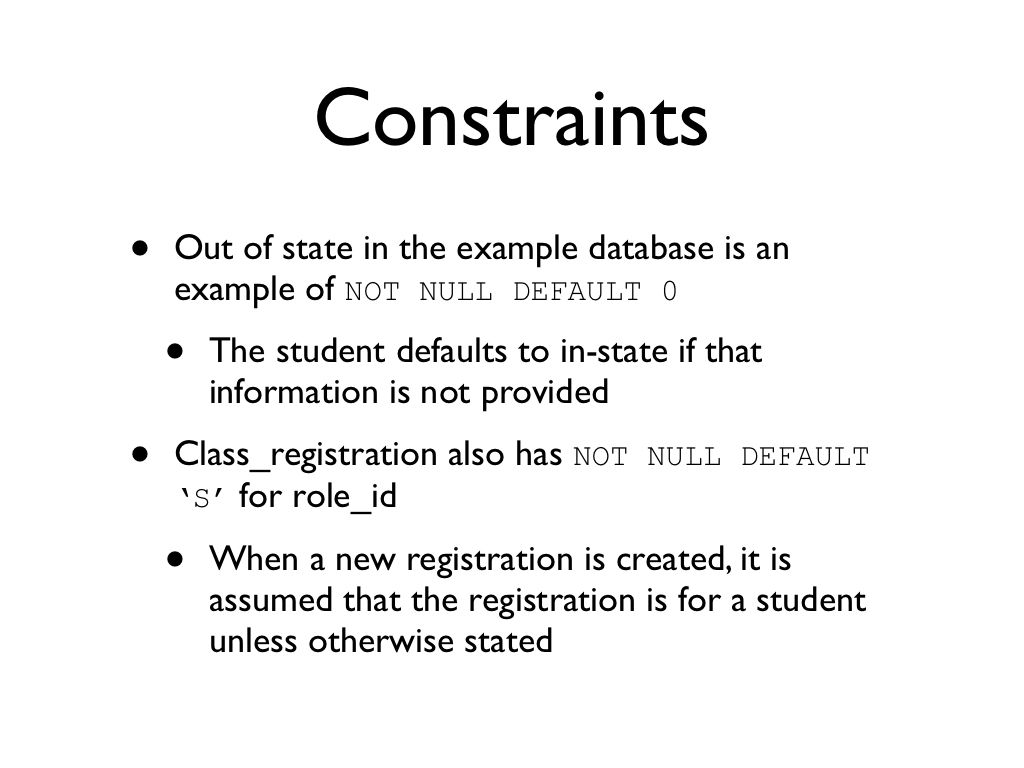 Constraints
• Out of state in the example database is an
example of NOT NULL DEFAULT 0
• The student defaults to in-state if that
information is not provided
• Class_registration also has NOT NULL DEFAULT
‘S’ for role_id
• When a new registration is created, it is
assumed that the registration is for a student
unless otherwise stated